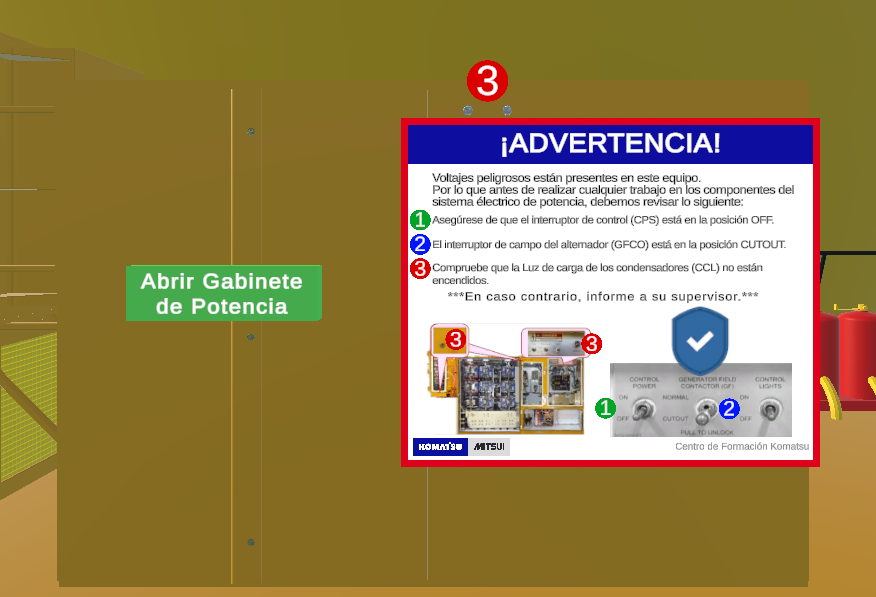 3
¡ADVERTENCIA!
Voltajes peligrosos están presentes en este equipo.
Por lo que antes de realizar cualquier trabajo en los componentes del
sistema eléctrico de potencia, debemos revisar lo siguiente:
1 Asegúrese de que el interruptor de control (CPS) está en la posición OFF.
2 El interruptor de campo del alternador (GFCO) está en la posición CUTOUT.
3 Compruebe que la Luz de carga de los condensadores (CCL) no están
encendidos.
***En caso contrario, informe a su supervisor.***
Abrir Gabinete
de Potencia
3
3
CONTROL
POWER
ON
OFF
1
GENERATOR FIELD
CONTACTOR (GF)
NORMAL
CUTOUT
2
PULL TO UNLOCK
CONTROL
LIGHTS
ON
OFF
KOMATSU MITSUI
Centro de Formación Komatsu